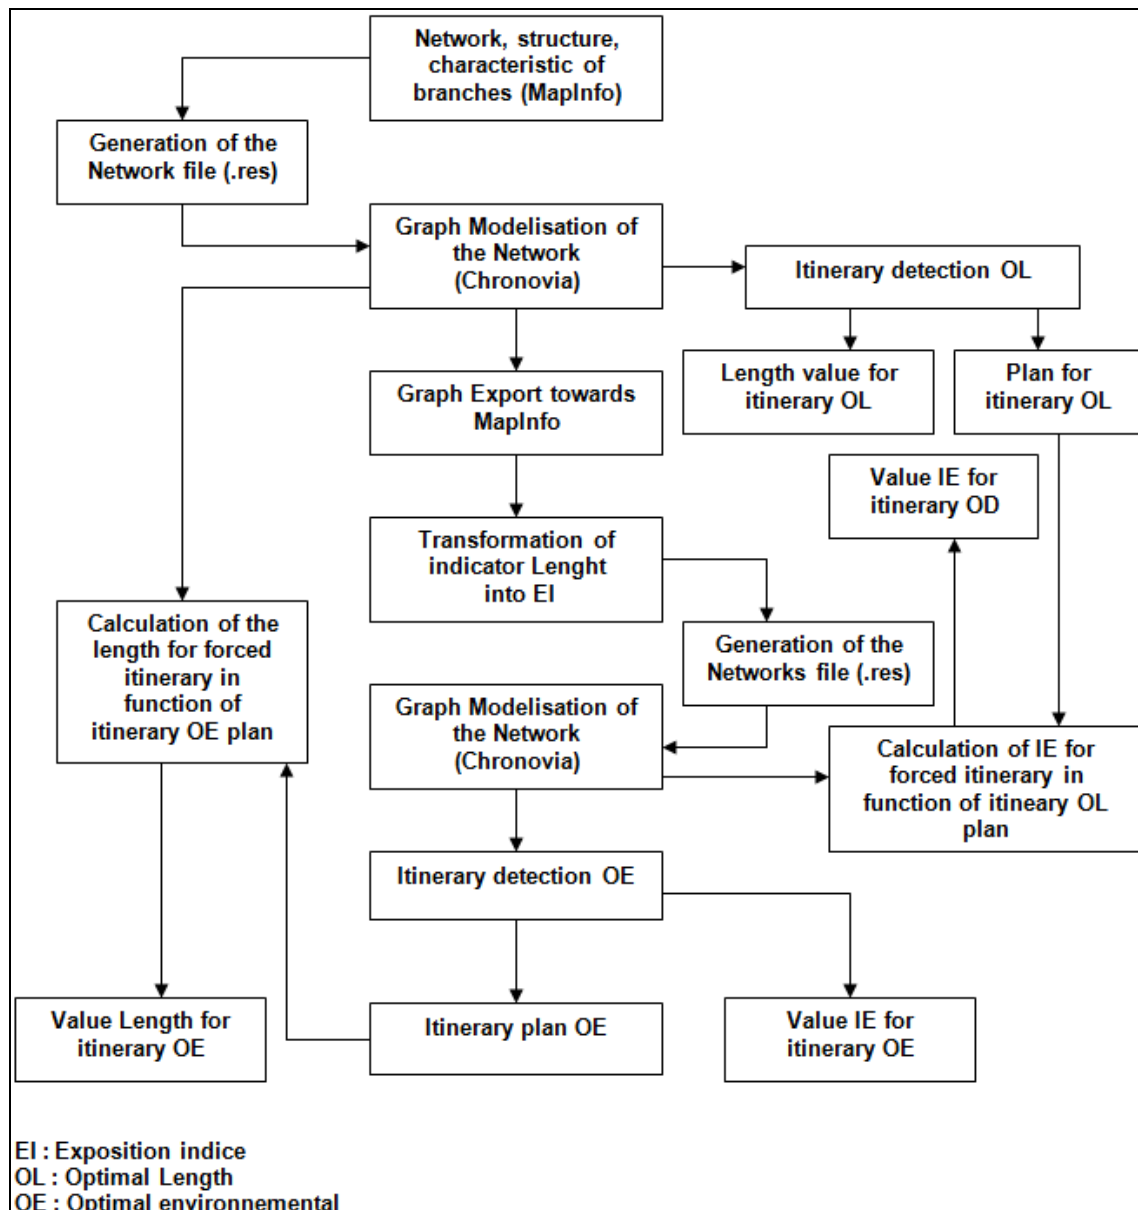 Network, structure,
characteristic of
branches (MapInfo)
Generation of the
Network file (.res)
Graph Modelisation of
the Network
(Chronovia)
Itinerary detection OL
Length value for
itinerary OL
Plan for
itinerary OL
Graph Export towards
MapInfo
Value IE for
itinerary OD
Transformation of
indicator Lenght
into EI
Calculation of the
length for forced
itinerary in
function of
itinerary OE plan
Generation of the
Networks file (.res)
Graph Modelisation of
the Network
(Chronovia)
Calculation of IE for
forced itinerary in
function of itineary OL
plan
Itinerary detection OE
Value Length for
itinerary OE
Itinerary plan OE
Value IE for
itinerary OE
EI : Exposition indice
OL : Optimal Length
OE : Optimal environnemental